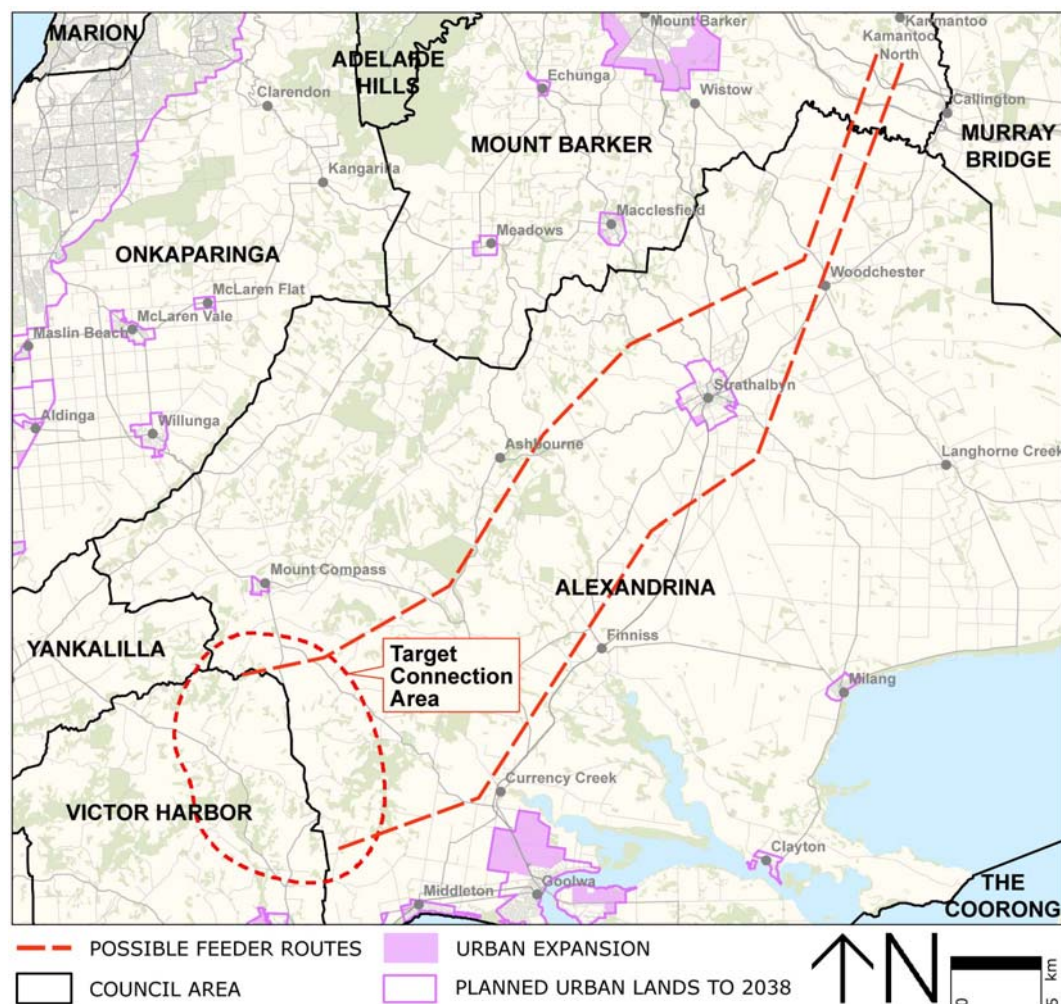 MARION
ADELAIDE
HILLS
Mount Barker
Kanmantoo
Kamantoo
North
Echunga
Clarendon
Wistow
Callington
MOUNT BARKER
MURRAY
BRIDGE
Kangarilla
Macclesfield
Meadows
ONKAPARINGA
Woodchester
McLaren Flat
McLaren Vale
Maslin Beach
Strathalbyn
Aldinga
Willunga
Ashbourne
Langhorne Creek
Mount Compass
ALEXANDRINA
YANKALILLA
Finniss
Target
Connection
Area
Milang
Currency Creek
VICTOR HARBOR
Clayton
Middleton
Goolwa
THE
COORONG
POSSIBLE FEEDER ROUTES
URBAN EXPANSION
COUNCIL AREA
PLANNED URBAN LANDS TO 2038
N
0
5
km